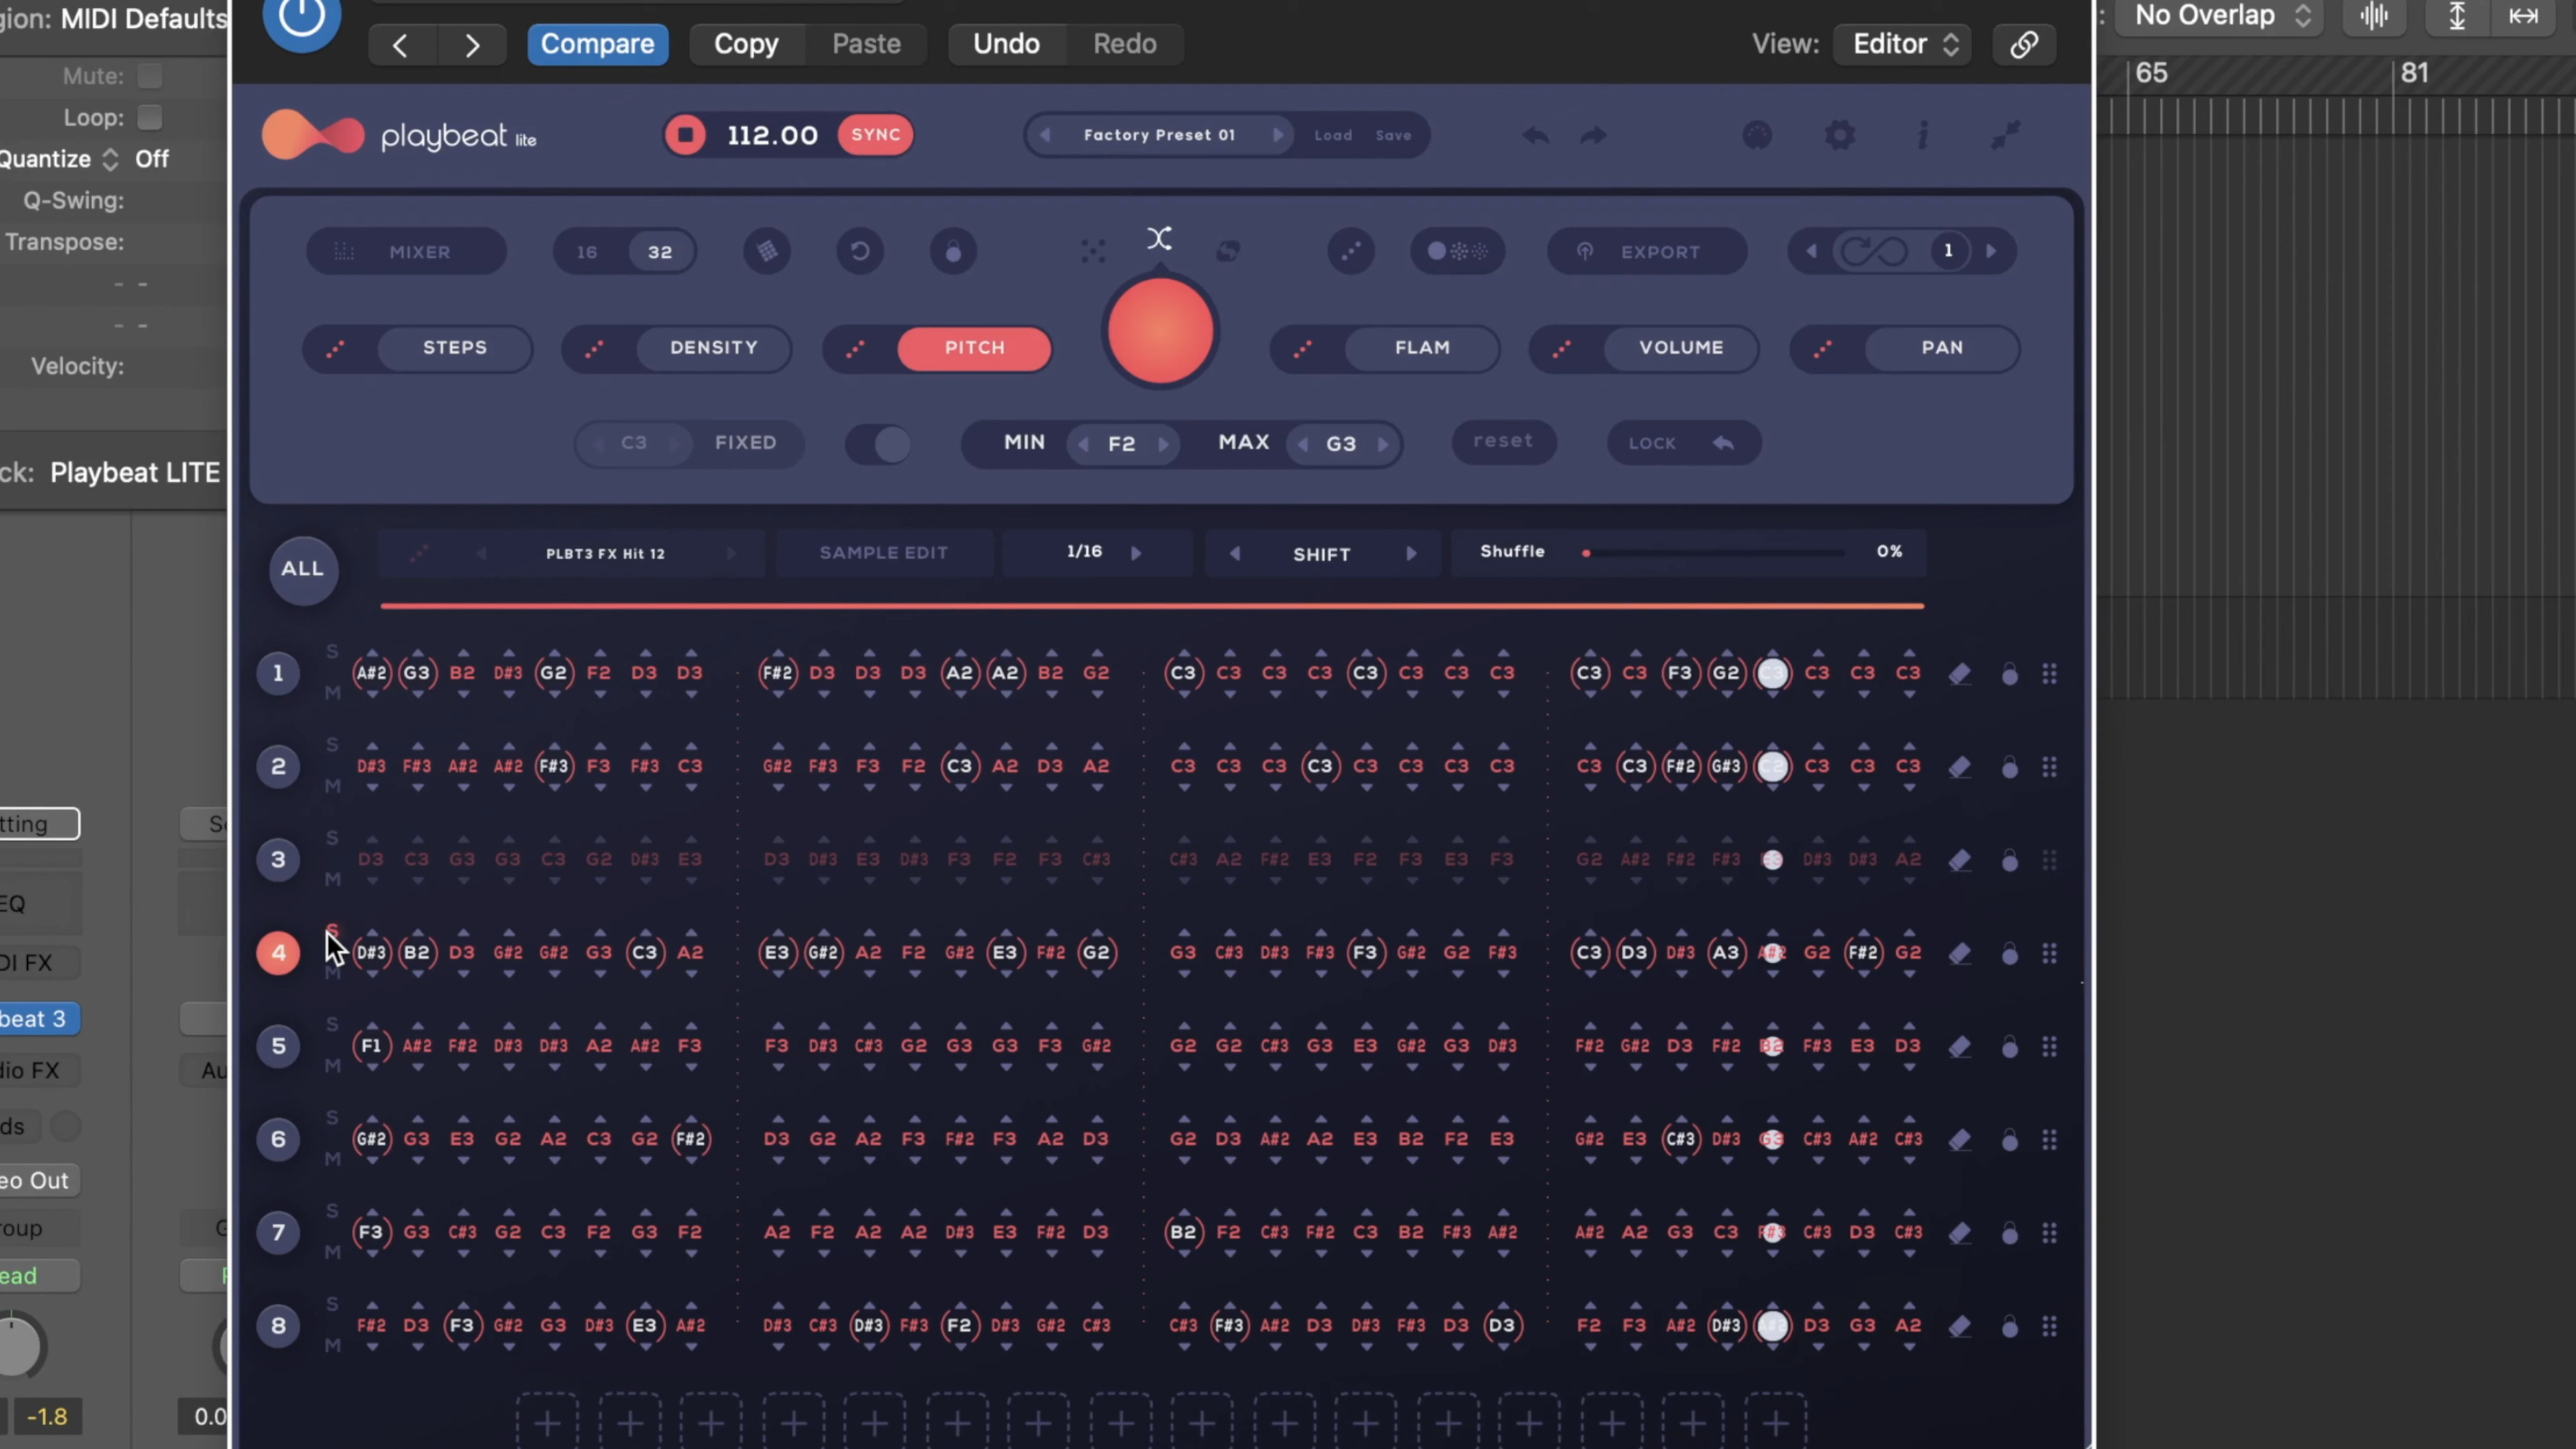 gion: MIDI Defaults
Mute:
Loop:
Quantize Off
Q-Swing:
Transpose:
- -
- -
Velocity:
ck: Playbeat LITE
tting
EQ
DI FX
beat 3
dio FX
ds
eo Out
oup
ead
-1.8
0.0
Compare Copy Paste Undo Redo View: Editor
No Overlap
65 81
playbeat lite 112.00 SYNC Factory Preset 01 Load Save
MIXER 16 32 EXPORT 1
STEPS DENSITY PITCH FLAM VOLUME PAN
C3 FIXED MIN F2 MAX G3 reset LOCK
ALL PLBT3 FX Hit 12 SAMPLE EDIT 1/16 SHIFT Shuffle 0%
1 S M A#2 G3 B2 D#3 G2 F2 D3 D3 F#2 D3 D3 D3 A2 A2 B2 G2 C3 C3 C3 C3 C3 C3 C3 C3 C3 C3 F3 G2 C3 C3 C3 C3
2 S M D#3 F#3 A#2 A#2 F#3 F3 F#3 C3 G#2 F#3 F3 F2 C3 A2 D3 A2 C3 C3 C3 C3 C3 C3 C3 C3 C3 C3 F#2 G#3 C2 C3 C3 C3
3 S M D3 C3 G3 G3 C3 G2 D#3 E3 D3 D#3 E3 D#3 F3 F2 F3 C#3 C#3 A2 F#2 E3 F2 F3 E3 F3 G2 A#2 F#2 F#3 E3 D#3 D#3 A2
4 S M D#3 B2 D3 G#2 G#2 G3 C3 A2 E3 G#2 A2 F2 G#2 E3 F#2 G2 G3 C#3 D#3 F#3 F3 G#2 G2 F#3 C3 D3 D#3 A3 A#2 G2 F#2 G2
5 S M F1 A#2 F#2 D#3 D#3 A2 A#2 F3 F3 D#3 C#3 G2 G3 G3 F3 G#2 G2 G2 C#3 G3 E3 G#2 G3 D#3 F#2 G#2 D3 F#2 B2 F#3 E3 D3
6 S M G#2 G3 E3 G2 A2 C3 G2 F#2 D3 G2 A2 F3 F#2 F3 A2 D3 G2 D3 A#2 A2 E3 B2 F2 E3 G#2 E3 C#3 D#3 G3 C#3 A#2 C#3
7 S M F3 G3 C#3 G2 C3 F2 G3 F2 A2 F2 A2 A2 D#3 E3 F#2 D3 B2 F2 C#3 F#2 C3 B2 F#3 A#2 A#2 A2 G3 C3 F#3 C#3 D3 C#3
8 S M F#2 D3 F3 G#2 G3 D#3 E3 A#2 D#3 C#3 D#3 F#3 F2 D#3 G#2 C#3 C#3 F#3 A#2 D3 D#3 F#3 D3 D3 F2 F3 A#2 D#3 A#2 D3 G3 A2